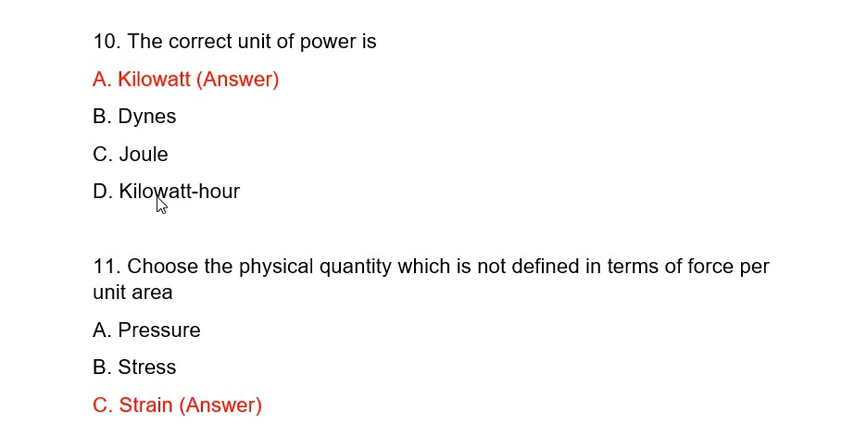 10. The correct unit of power is
A. Kilowatt (Answer)
B. Dynes
C. Joule
D. Kilowatt-hour
11. Choose the physical quantity which is not defined in terms of force per
unit area
A. Pressure
B. Stress
C. Strain (Answer)